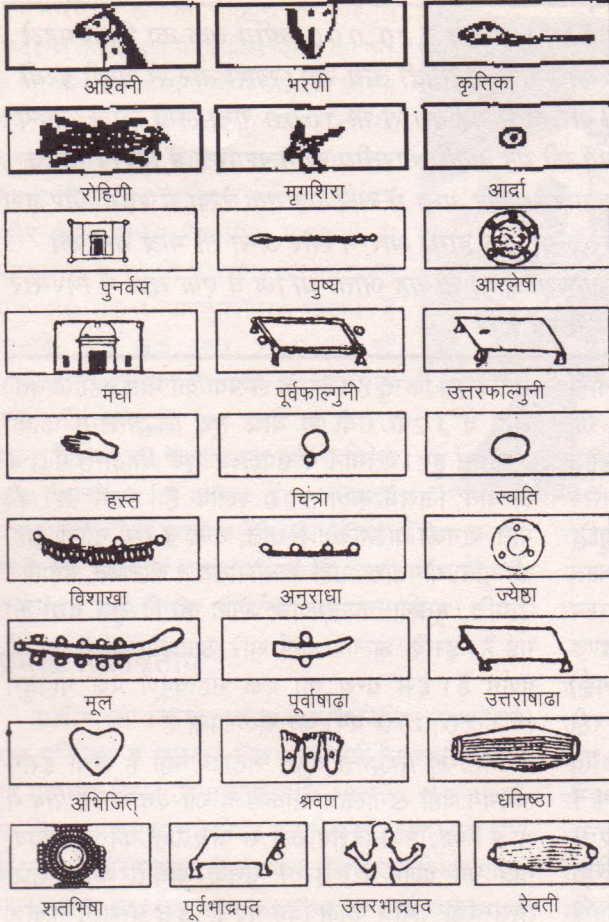 अश्विनी भरणी कृत्तिका
रोहिणी मृगशिरा आर्द्रा
पुनर्वस पुष्य आश्लेषा
मघा पूर्वफाल्गुनी उत्तरफाल्गुनी
हस्त चित्रा स्वाति
विशाखा अनुराधा ज्येष्ठा
मूल पूर्वाषाढा उत्तराषाढा
अभिजित् श्रवण धनिष्ठा
शतभिषा पूर्वभाद्रपद उत्तरभाद्रपद रेवती